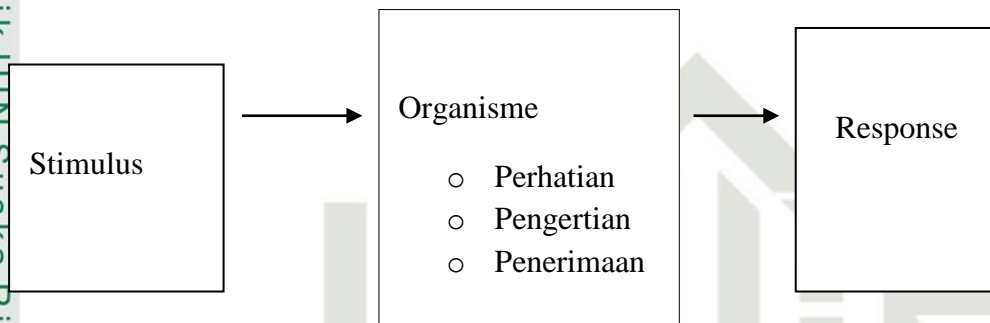 Stimulus
Organisme
o Perhatian
o Pengertian
o Penerimaan
Response